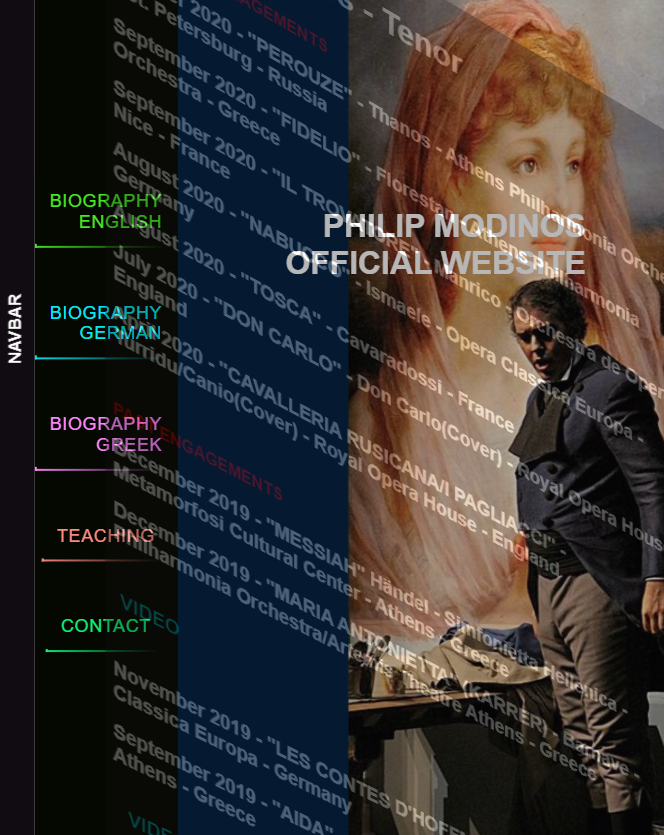 NAVBAR
BIOGRAPHY
ENGLISH
BIOGRAPHY
GERMAN
BIOGRAPHY
GREEK
TEACHING
CONTACT
PHILIP MODINOS
OFFICIAL WEBSITE
- Tenor
ENGAGEMENTS
2020 - "PEROUZE" - Thanos - Athens Philharmonia Orche
St. Petersburg - Russia
September 2020 - "FIDELIO" - Florestan - Athens Philharmonia
Orchestra - Greece
September 2020 - "IL TROVATORE" - Manrico - Orchestra de Oper
Nice - France
August 2020 - "NABUCCO" - Ismaele - Opera Classica Europa -
Germany
August 2020 - "TOSCA" - Cavaradossi - France
July 2020 - "DON CARLO" - Don Carlo(Cover) - Royal Opera Hous
England
2020 - "CAVALLERIA RUSICANA/I PAGLIACCI" -
Turridu/Canio(Cover) - Royal Opera House - England
PAST ENGAGEMENTS
December 2019 - "MESSIAH" Händel - Sinfonietta Hellenica -
Metamorfosi Cultural Center - Athens - Greece
December 2019 - "MARIA ANTONIETTA" (KARRER) - Barnave -
Philharmonia Orchestra/Artemis Theatre Athens - Greece
VIDEO
November 2019 - "LES CONTES D'HOFF
Classica Europa - Germany
September 2019 - "AIDA"
Athens - Greece
VIDE